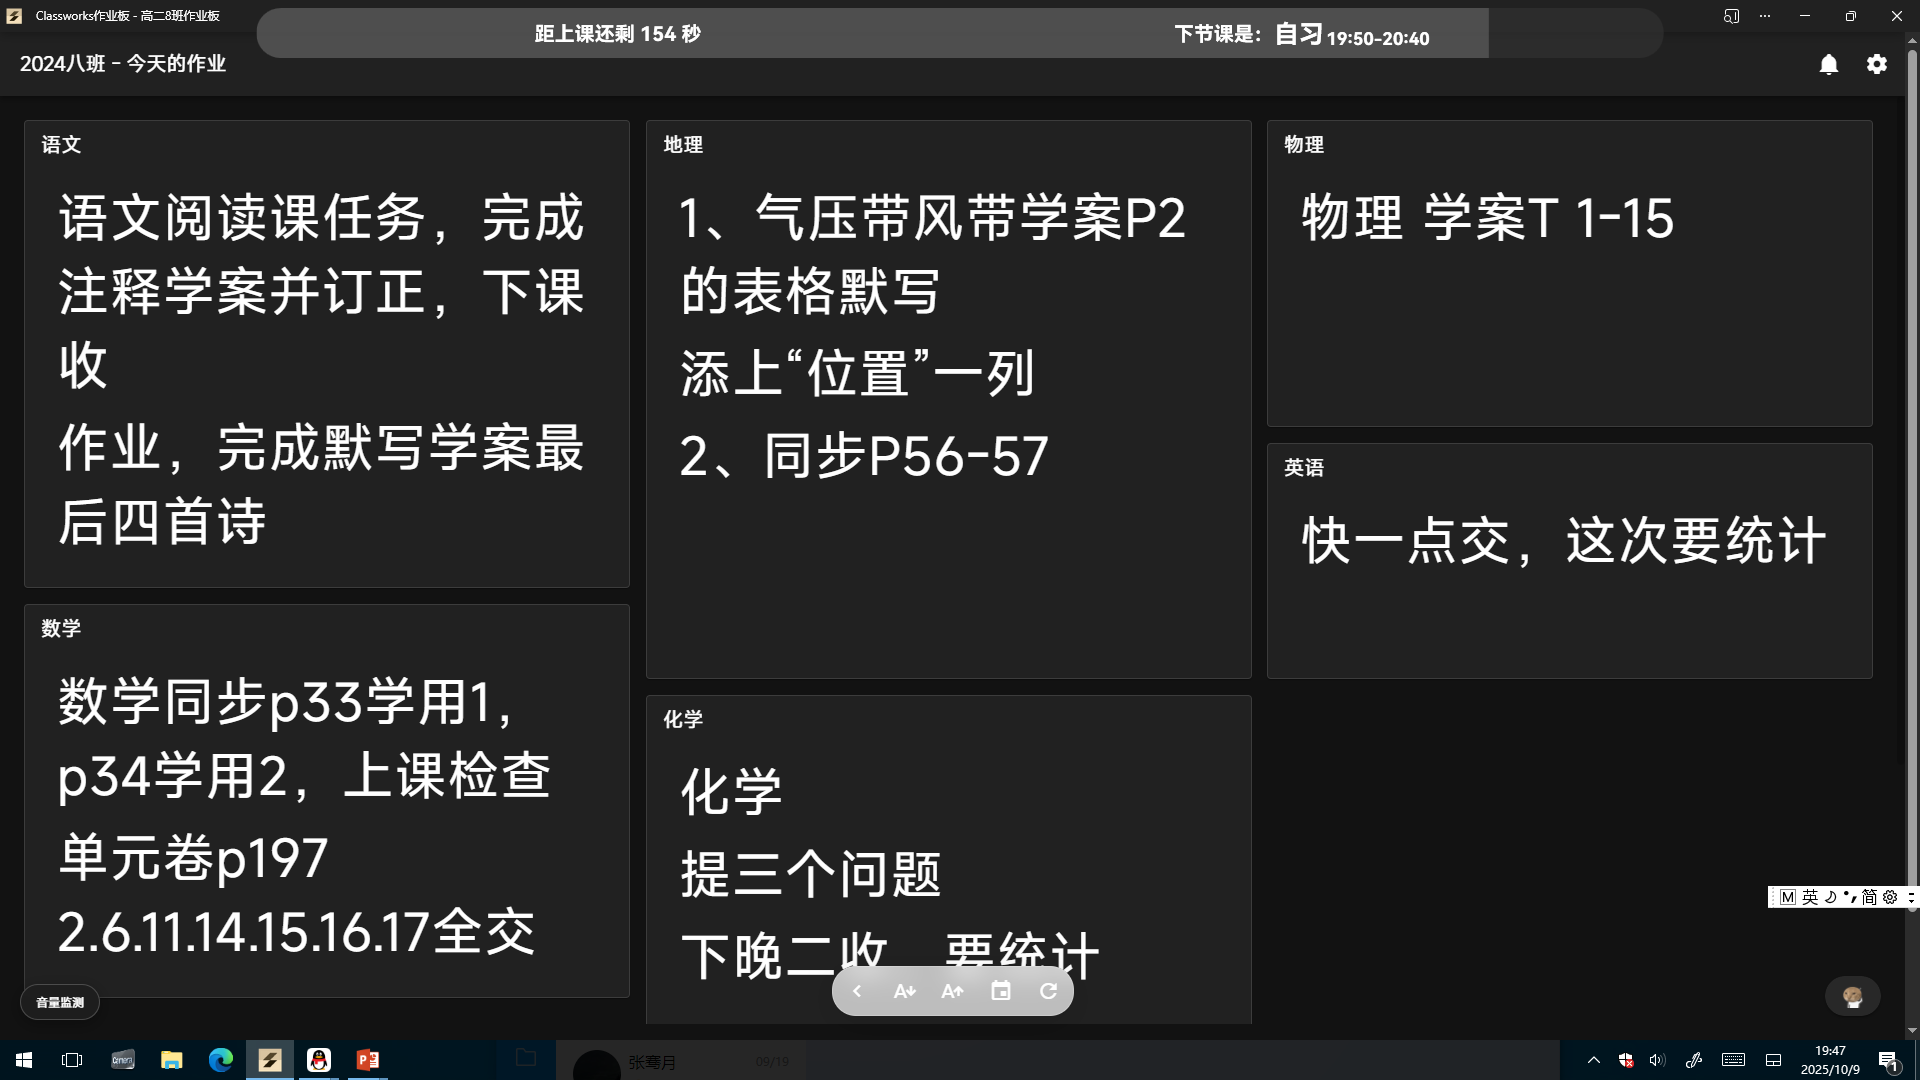 Classworks作业板 - 高二8班作业板
距上课还剩 154 秒
下节课是：自习 19:50-20:40
2024八班 - 今天的作业
语文
语文阅读课任务，完成
注释学案并订正，下课
收
作业，完成默写学案最
后四首诗
数学
数学同步p33学用1，
p34学用2，上课检查
单元卷p197
2.6.11.14.15.16.17全交
地理
1、气压带风带学案P2
的表格默写
添上“位置”一列
2、同步P56-57
化学
化学
提三个问题
下晚二收 要统计
物理
物理 学案T 1-15
英语
快一点交，这次要统计
M 英 简
音量监测
张骞月
09/19
19:47
2025/10/9
1